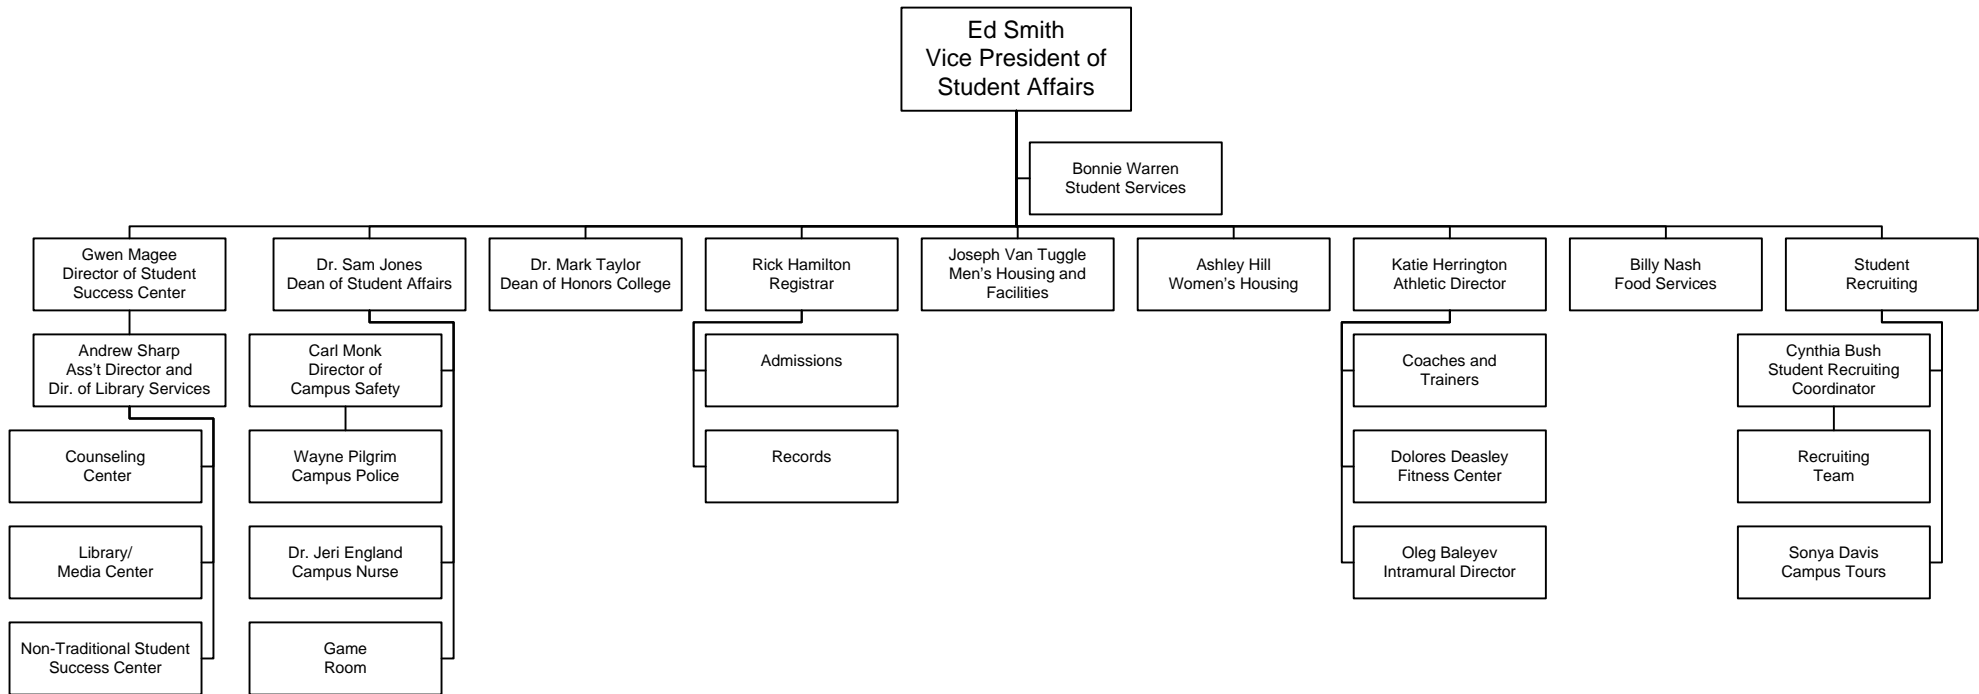 Ed Smith
Vice President of
Student Affairs
Bonnie Warren
Student Services
Gwen Magee
Director of Student
Success Center
Dr. Sam Jones
Dean of Student Affairs
Dr. Mark Taylor
Dean of Honors College
Rick Hamilton
Registrar
Joseph Van Tuggle
Men’s Housing and
Facilities
Ashley Hill
Women’s Housing
Katie Herrington
Athletic Director
Billy Nash
Food Services
Student
Recruiting
Andrew Sharp
Ass’t Director and
Dir. of Library Services
Carl Monk
Director of
Campus Safety
Admissions
Coaches and
Trainers
Cynthia Bush
Student Recruiting
Coordinator
Counseling
Center
Wayne Pilgrim
Campus Police
Records
Dolores Deasley
Fitness Center
Recruiting
Team
Library/
Media Center
Dr. Jeri England
Campus Nurse
Oleg Baleyev
Intramural Director
Sonya Davis
Campus Tours
Non-Traditional Student
Success Center
Game
Room